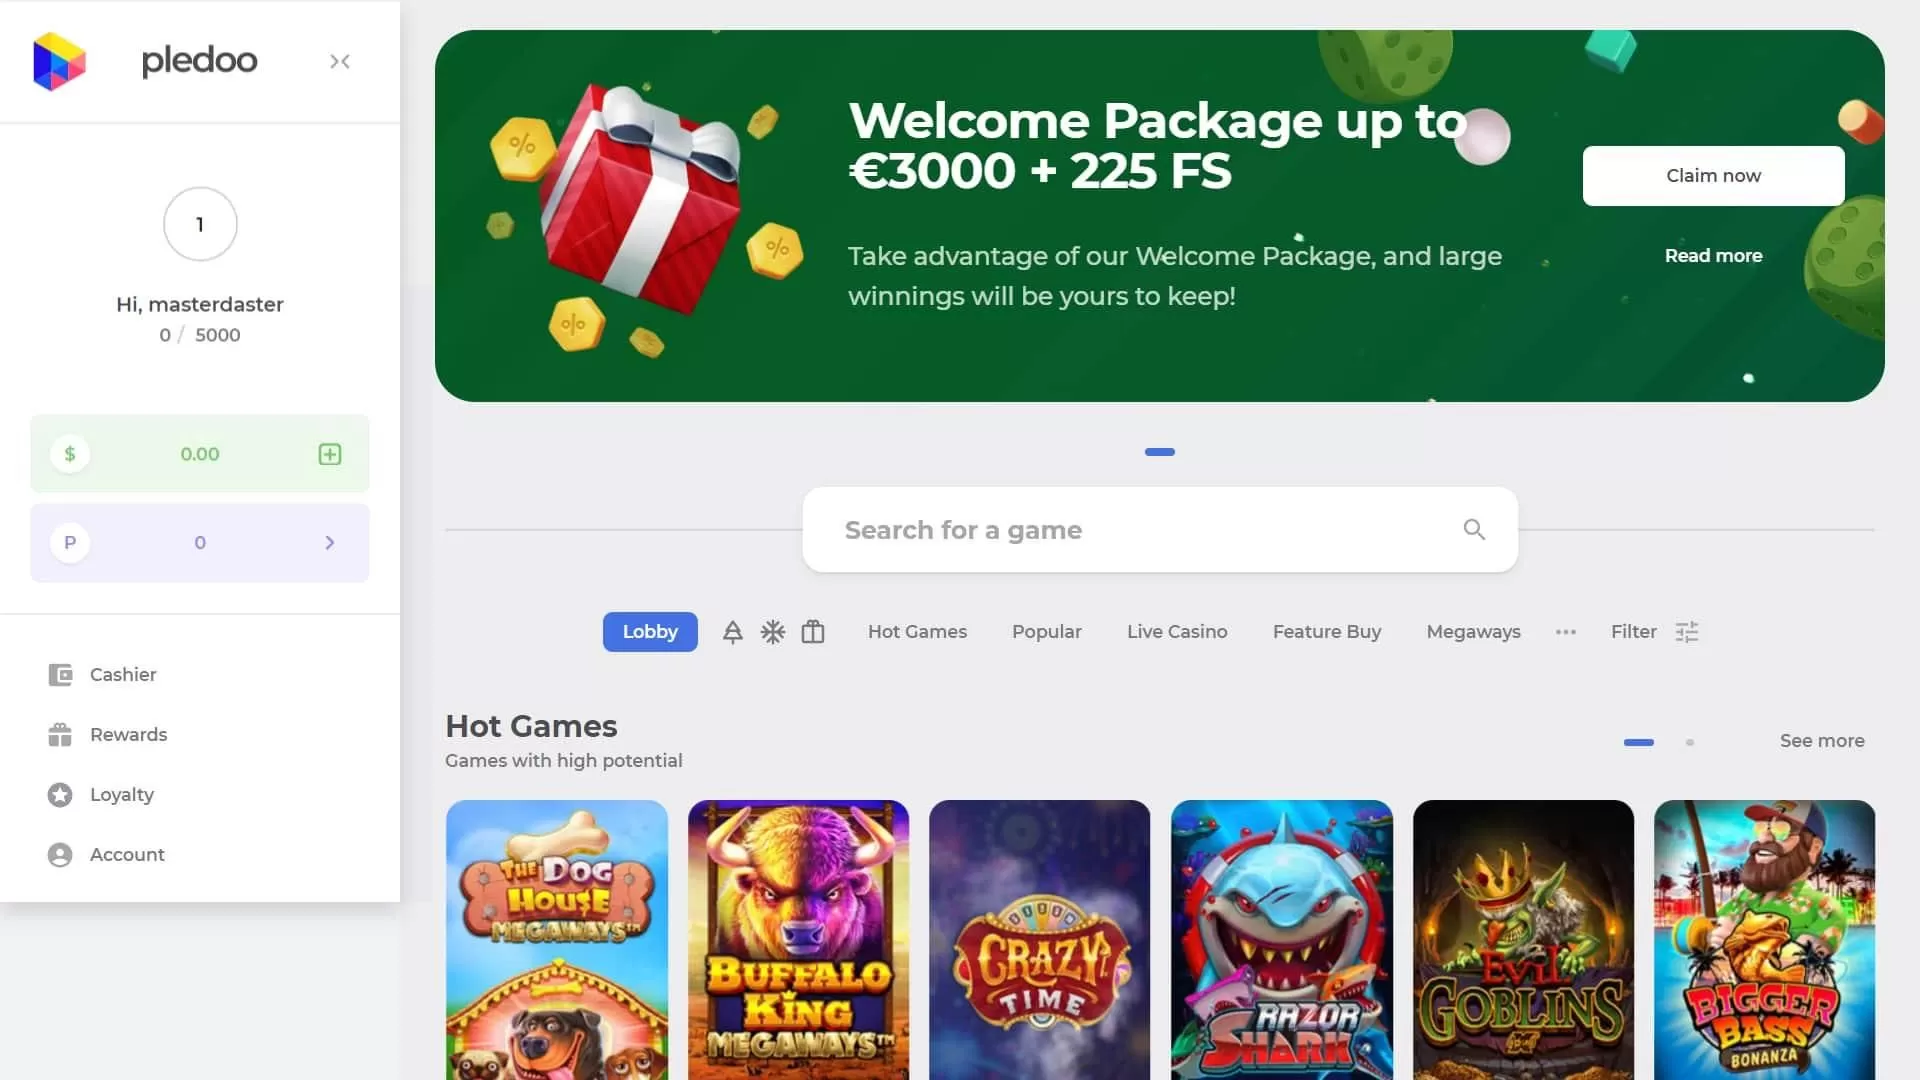 pledoo
1
Hi, masterdaster
0 / 5000
$ 0.00
P 0
Cashier
Rewards
Loyalty
Account
Welcome Package up to
€3000 + 225 FS
Take advantage of our Welcome Package, and large
winnings will be yours to keep!
Claim now
Read more
Search for a game
Lobby Hot Games Popular Live Casino Feature Buy Megaways ... Filter
Hot Games
Games with high potential
See more
THE DOG
HOUSE
MEGAWAYS™
BUFFALO
KING
MEGAWAYS™
CRAZY
TIME
RAZOR
SHARK
EVIL
GOBLINS
BIGGER
BASS
BONANZA